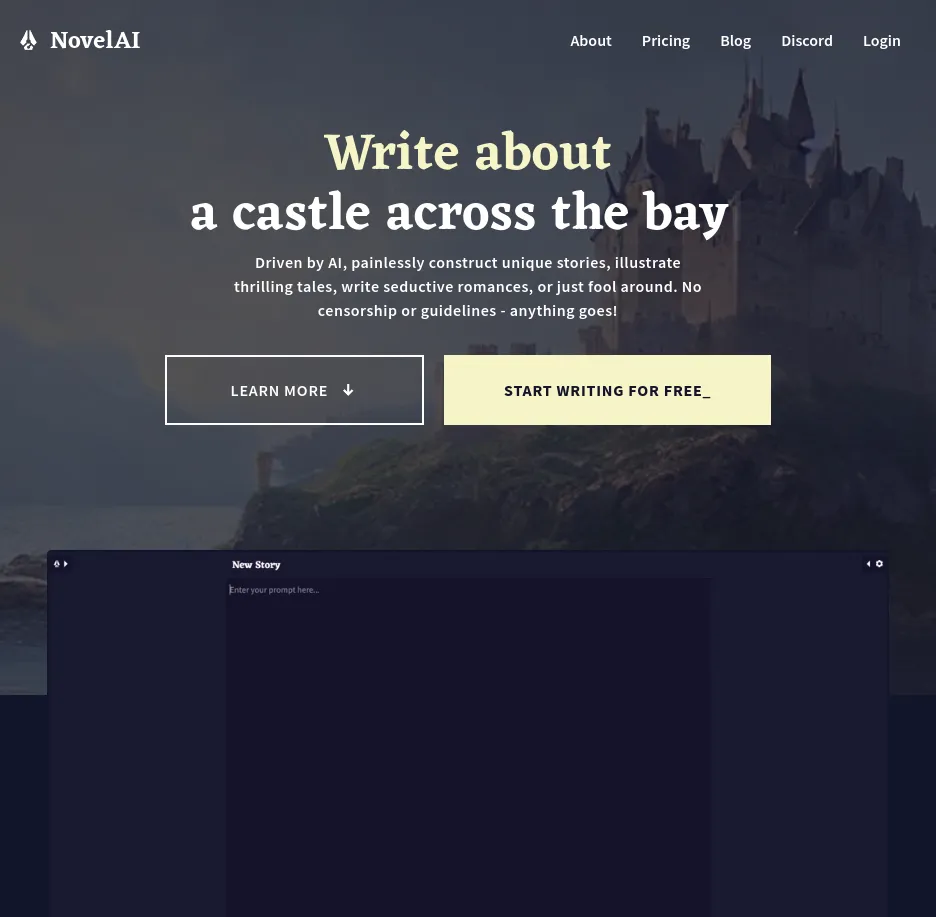 NovelAI
About Pricing Blog Discord Login
Write about
a castle across the bay
Driven by AI, painlessly construct unique stories, illustrate
thrilling tales, write seductive romances, or just fool around. No
censorship or guidelines - anything goes!
LEARN MORE
START WRITING FOR FREE_
New Story
Enter your prompt here...